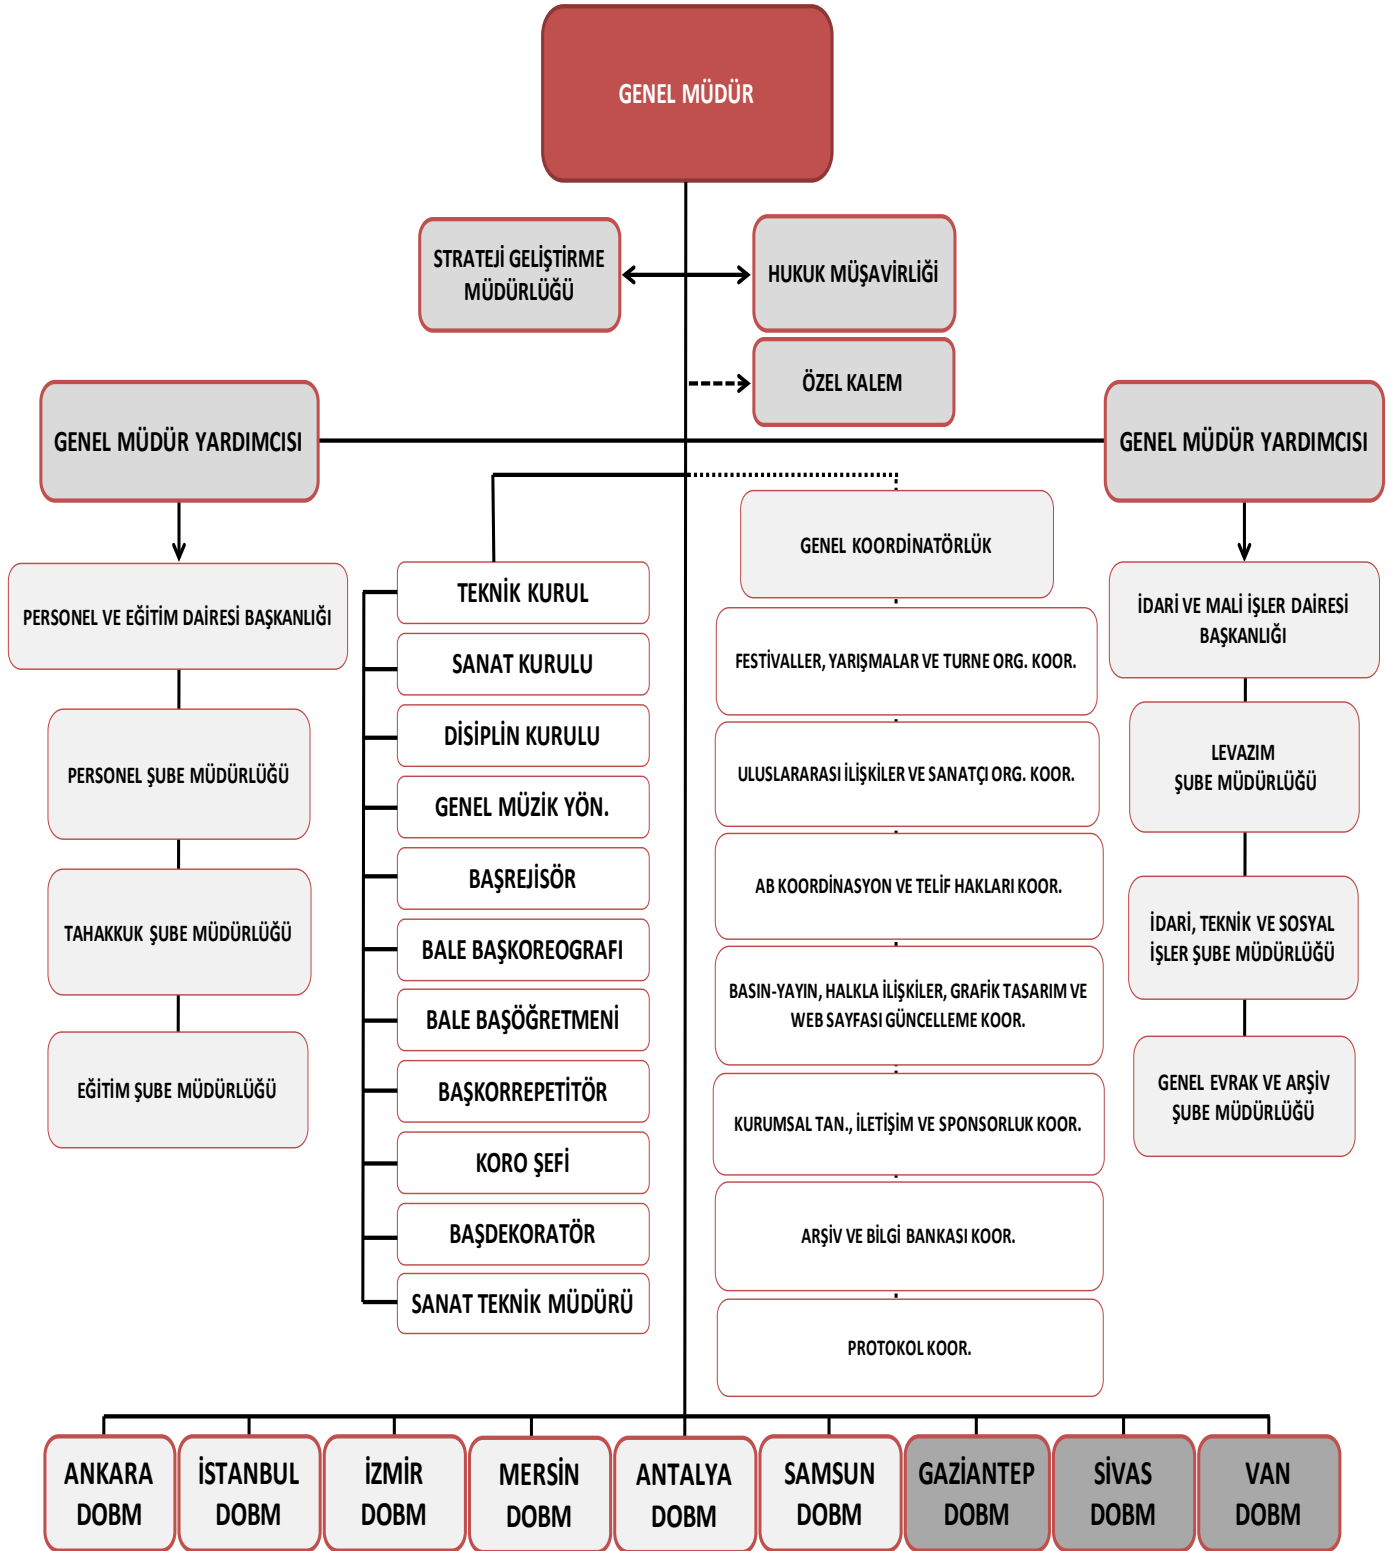 GENEL MÜDÜR
STRATEJİ GELİŞTİRME
MÜDÜRLÜĞÜ
HUKUK MÜŞAVİRLİĞİ
ÖZEL KALEM
GENEL MÜDÜR YARDIMCISI
GENEL MÜDÜR YARDIMCISI
PERSONEL VE EĞİTİM DAİRESİ BAŞKANLIĞI
PERSONEL ŞUBE MÜDÜRLÜĞÜ
TAHAKKUK ŞUBE MÜDÜRLÜĞÜ
EĞİTİM ŞUBE MÜDÜRLÜĞÜ
TEKNİK KURUL
SANAT KURULU
DİSİPLİN KURULU
GENEL MÜZİK YÖN.
BAŞREJİSÖR
BALE BAŞKOREOGRAFI
BALE BAŞÖĞRETMENİ
BAŞKORREPETİTÖR
KORO ŞEFİ
BAŞDEKORATÖR
SANAT TEKNİK MÜDÜRÜ
GENEL KOORDİNATÖRLÜK
FESTİVALLER, YARIŞMALAR VE TURNE ORG. KOOR.
ULUSLARARASI İLİŞKİLER VE SANATÇI ORG. KOOR.
AB KOORDİNASYON VE TELİF HAKLARI KOOR.
BASIN-YAYIN, HALKLA İLİŞKİLER, GRAFİK TASARIM VE
WEB SAYFASI GÜNCELLEME KOOR.
KURUMSAL TAN., İLETİŞİM VE SPONSORLUK KOOR.
ARŞİV VE BİLGİ BANKASI KOOR.
PROTOKOL KOOR.
İDARİ VE MALİ İŞLER DAİRESİ
BAŞKANLIĞI
LEVAZIM
ŞUBE MÜDÜRLÜĞÜ
İDARİ, TEKNİK VE SOSYAL
İŞLER ŞUBE MÜDÜRLÜĞÜ
GENEL EVRAK VE ARŞİV
ŞUBE MÜDÜRLÜĞÜ
ANKARA
DOBM
İSTANBUL
DOBM
İZMİR
DOBM
MERSİN
DOBM
ANTALYA
DOBM
SAMSUN
DOBM
GAZİANTEP
DOBM
SİVAS
DOBM
VAN
DOBM